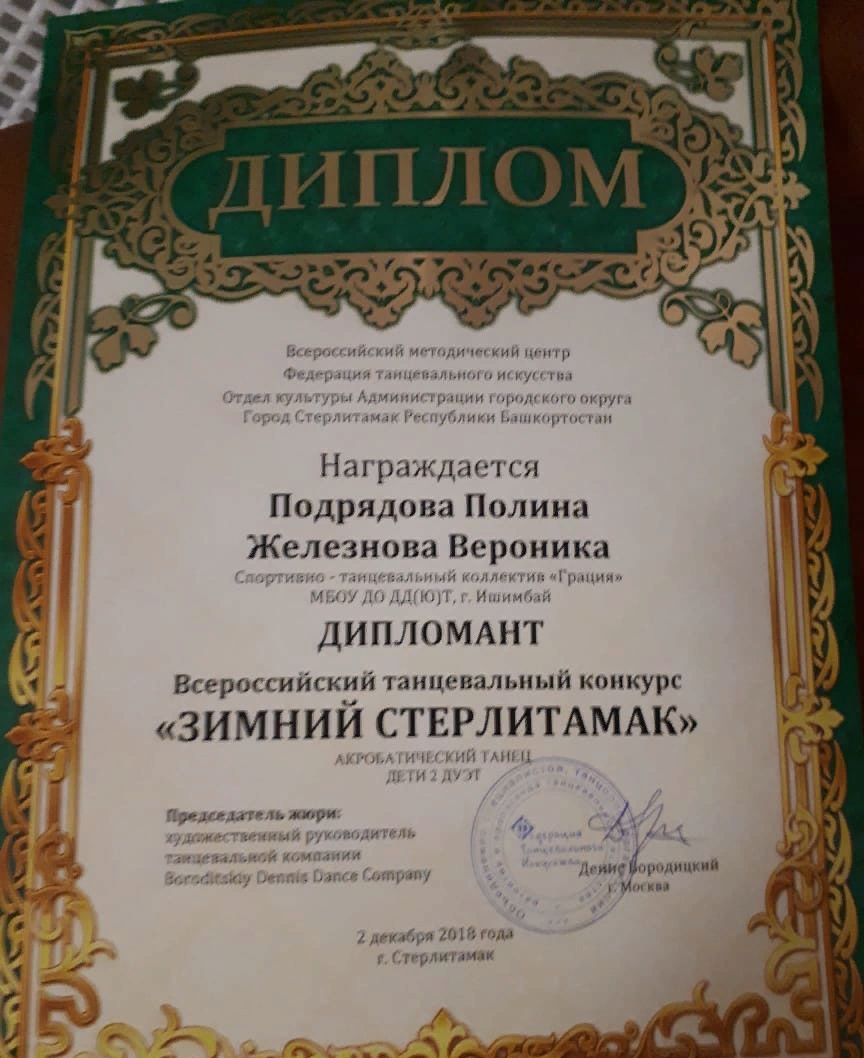 ДИПЛОМ
Всероссийский методический центр
Федерация танцевального искусства
Отдел культуры Администрации городского округа
Город Стерлитамак Республики Башкортостан
Награждается
Подрядова Полина
Железнова Вероника
Спортивно - танцевальный коллектив «Грация»
МБОУ ДО ДД(Ю)Т, г. Ишимбай
ДИПЛОМАНТ
Всероссийский танцевальный конкурс
«ЗИМНИЙ СТЕРЛИТАМАК»
АКРОБАТИЧЕСКИЙ ТАНЕЦ
ДЕТИ 2 ДУЭТ
Председатель жюри:
художественный руководитель
танцевальной компании
Boroditskiy Dennis Dance Company
Федерация
Танцевального
Искусства
Денис Бородицкий
г. Москва
2 декабря 2018 года
г. Стерлитамак